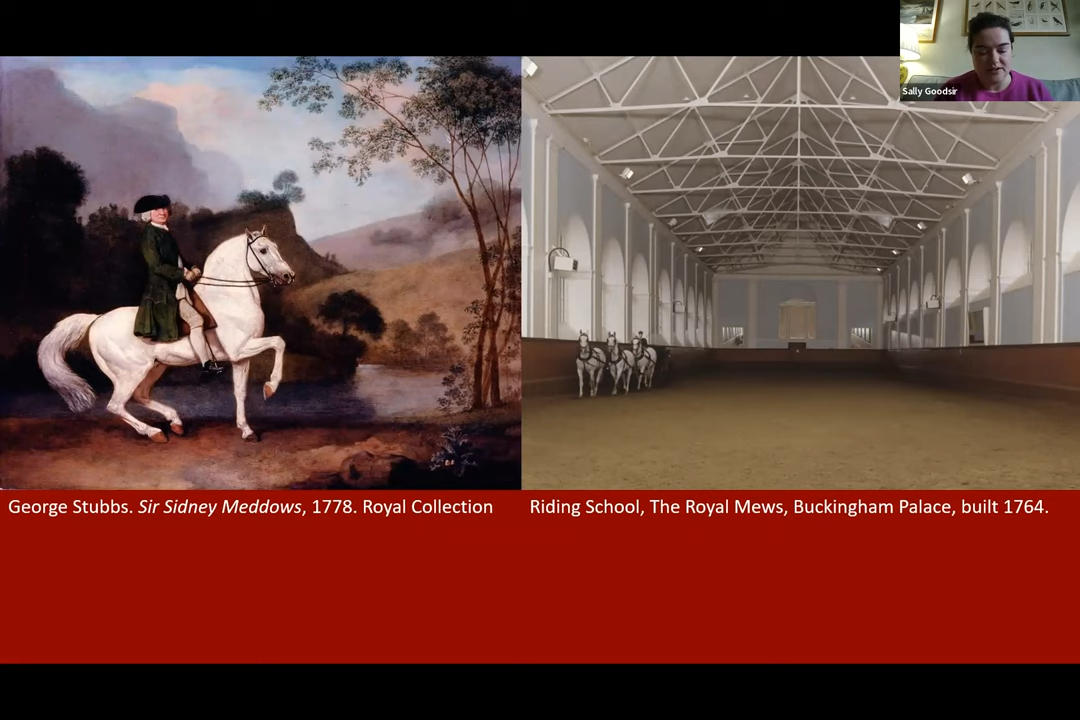 Sally Goodsir
George Stubbs. Sir Sidney Meddows, 1778. Royal Collection
Riding School, The Royal Mews, Buckingham Palace, built 1764.